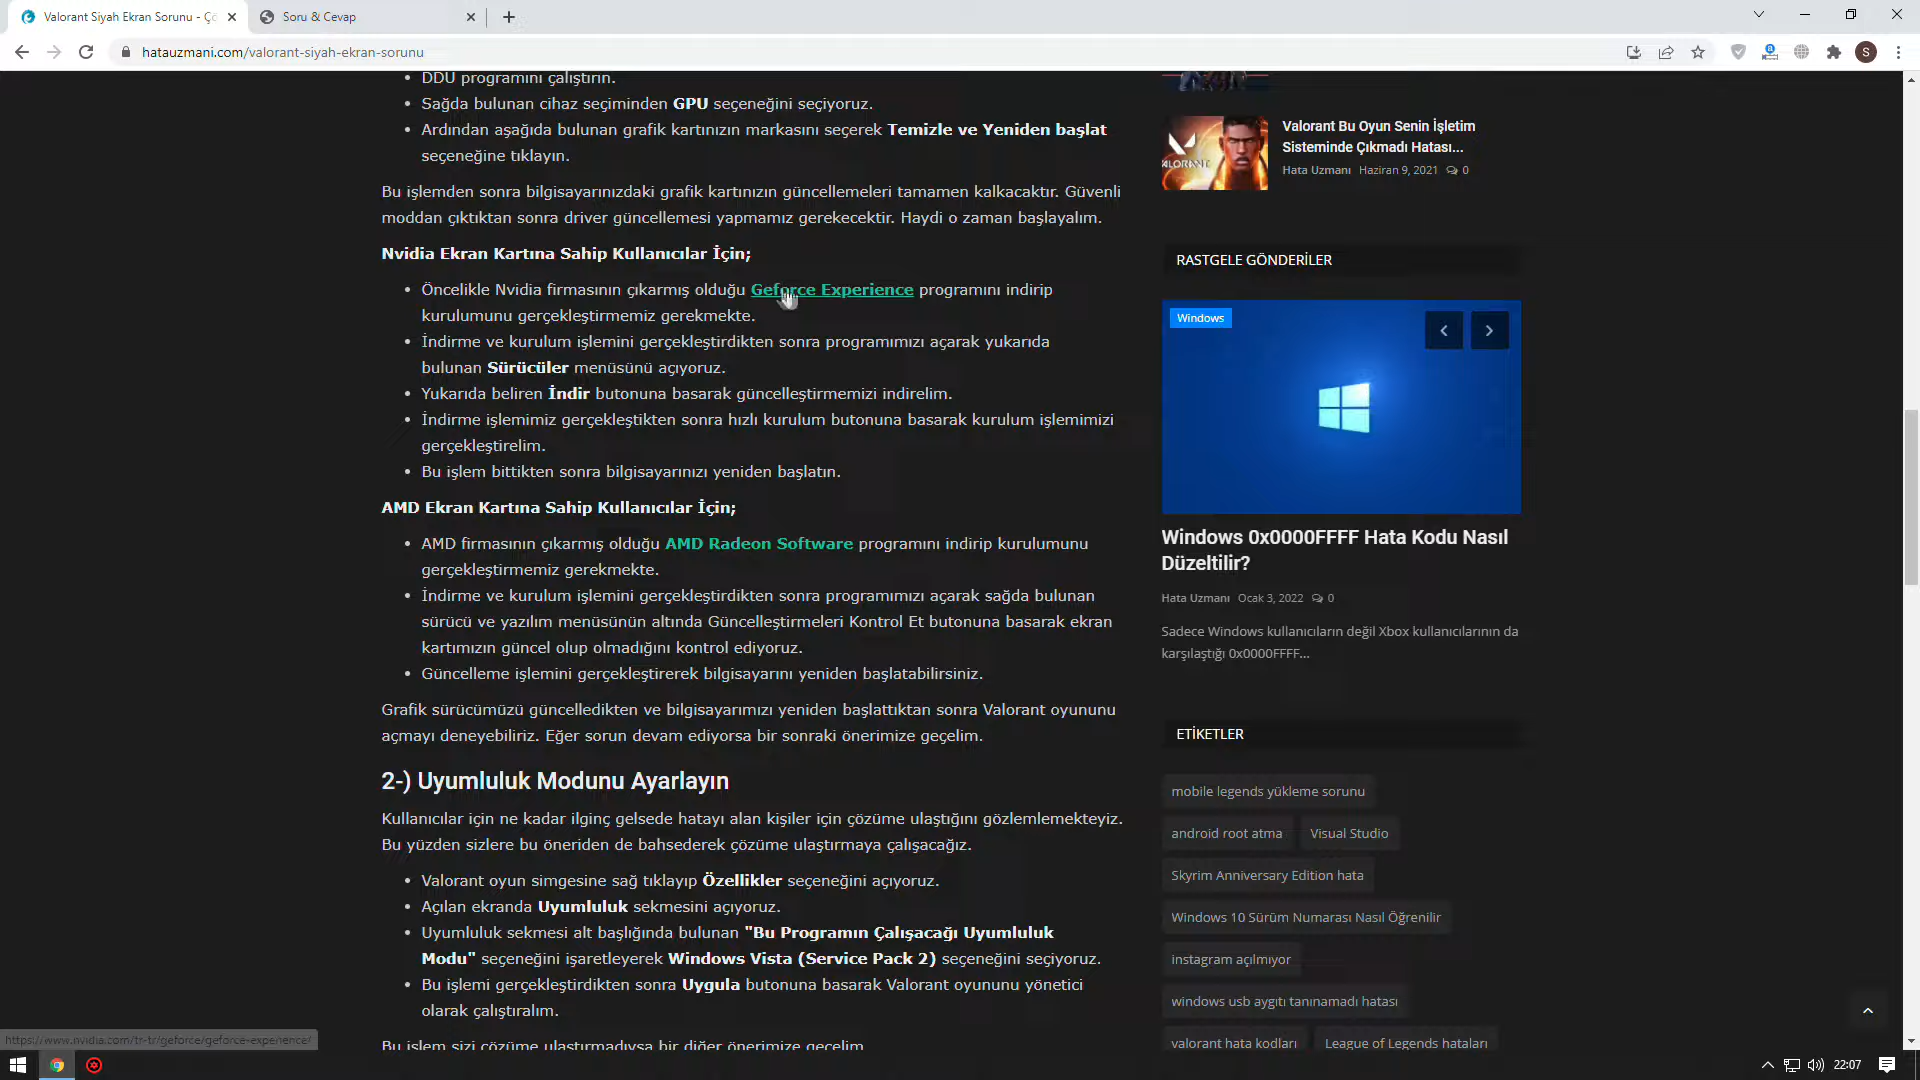 Valorant Siyah Ekran Sorunu - Çö
Soru & Cevap
hatauzmani.com/valorant-siyah-ekran-sorunu
S
DDU programını çalıştırın.
Sağda bulunan cihaz seçiminden GPU seçeneğini seçiyoruz.
Ardından aşağıda bulunan grafik kartınızın markasını seçerek Temizle ve Yeniden başlat
seçeneğine tıklayın.
Bu işlemden sonra bilgisayarınızdaki grafik kartınızın güncellemeleri tamamen kalkacaktır. Güvenli
moddan çıktıktan sonra driver güncellemesi yapmamız gerekecektir. Haydi o zaman başlayalım.
Nvidia Ekran Kartına Sahip Kullanıcılar İçin;
Öncelikle Nvidia firmasının çıkarmış olduğu Geforce Experience programını indirip
kurulumunu gerçekleştirmemiz gerekmekte.
İndirme ve kurulum işlemini gerçekleştirdikten sonra programımızı açarak yukarıda
bulunan Sürücüler menüsünü açıyoruz.
Yukarıda beliren İndir butonuna basarak güncelleştirmemizi indirelim.
İndirme işlemimiz gerçekleştikten sonra hızlı kurulum butonuna basarak kurulum işlemimizi
gerçekleştirelim.
Bu işlem bittikten sonra bilgisayarınızı yeniden başlatın.
AMD Ekran Kartına Sahip Kullanıcılar İçin;
AMD firmasının çıkarmış olduğu AMD Radeon Software programını indirip kurulumunu
gerçekleştirmemiz gerekmekte.
İndirme ve kurulum işlemini gerçekleştirdikten sonra programımızı açarak sağda bulunan
sürücü ve yazılım menüsünün altında Güncelleştirmeleri Kontrol Et butonuna basarak ekran
kartımızın güncel olup olmadığını kontrol ediyoruz.
Güncelleme işlemini gerçekleştirerek bilgisayarını yeniden başlatabilirsiniz.
Grafik sürücümüzü güncelledikten ve bilgisayarımızı yeniden başlattıktan sonra Valorant oyununu
açmayı deneyebiliriz. Eğer sorun devam ediyorsa bir sonraki önerimize geçelim.
2-) Uyumluluk Modunu Ayarlayın
Kullanıcılar için ne kadar ilginç gelsede hatayı alan kişiler için çözüme ulaştığını gözlemlemekteyiz.
Bu yüzden sizlere bu öneriden de bahsederek çözüme ulaştırmaya çalışacağız.
Valorant oyun simgesine sağ tıklayıp Özellikler seçeneğini açıyoruz.
Açılan ekranda Uyumluluk sekmesini açıyoruz.
Uyumluluk sekmesi alt başlığında bulunan "Bu Programın Çalışacağı Uyumluluk
Modu" seçeneğini işaretleyerek Windows Vista (Service Pack 2) seçeneğini seçiyoruz.
Bu işlemi gerçekleştirdikten sonra Uygula butonuna basarak Valorant oyununu yönetici
olarak çalıştıralım.
Bu işlem sizi çözüme ulaştırmadıysa bir diğer önerimize geçelim
VALORANT
Valorant Bu Oyun Senin İşletim
Sisteminde Çıkmadı Hatası...
Hata Uzmanı Haziran 9, 2021 0
RASTGELE GÖNDERİLER
Windows
Windows 0x0000FFFF Hata Kodu Nasıl
Düzeltilir?
Hata Uzmanı Ocak 3, 2022 0
Sadece Windows kullanıcıların değil Xbox kullanıcılarının da
karşılaştığı 0x0000FFFF...
ETİKETLER
mobile legends yükleme sorunu
android root atma Visual Studio
Skyrim Anniversary Edition hata
Windows 10 Sürüm Numarası Nasıl Öğrenilir
instagram açılmıyor
windows usb aygıtı tanınamadı hatası
valorant hata kodları League of Legends hataları
https://www.nvidia.com/tr-tr/geforce/geforce-experience/
22:07